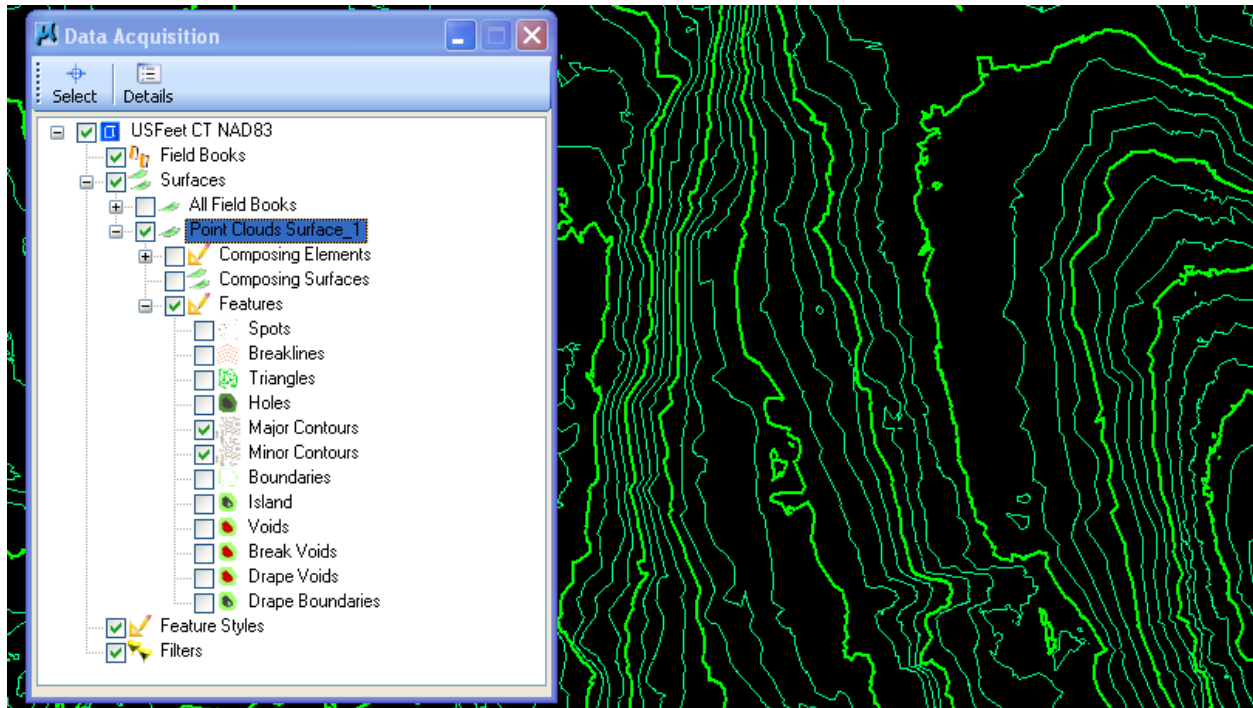 Data Acquisition
Select Details
USFeet CT NAD83
Field Books
Surfaces
All Field Books
Point Clouds Surface_1
Composing Elements
Composing Surfaces
Features
Spots
Breaklines
Triangles
Holes
Major Contours
Minor Contours
Boundaries
Island
Voids
Break Voids
Drape Voids
Drape Boundaries
Feature Styles
Filters